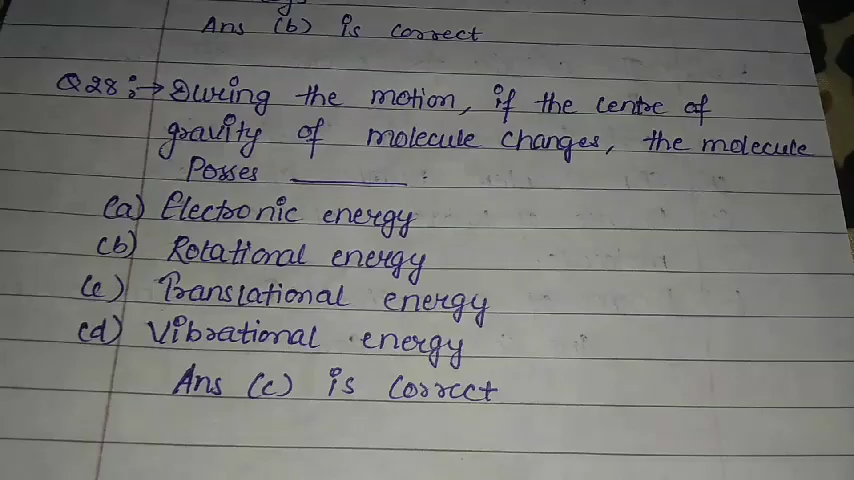 Ans (b) is correct
Q28:→ During the motion, if the centre of
gravity of molecule changes, the molecule
Posses ________ :
(a) Electronic energy
(b) Rotational energy
(c) Translational energy
(d) Vibrational energy
Ans (c) is correct